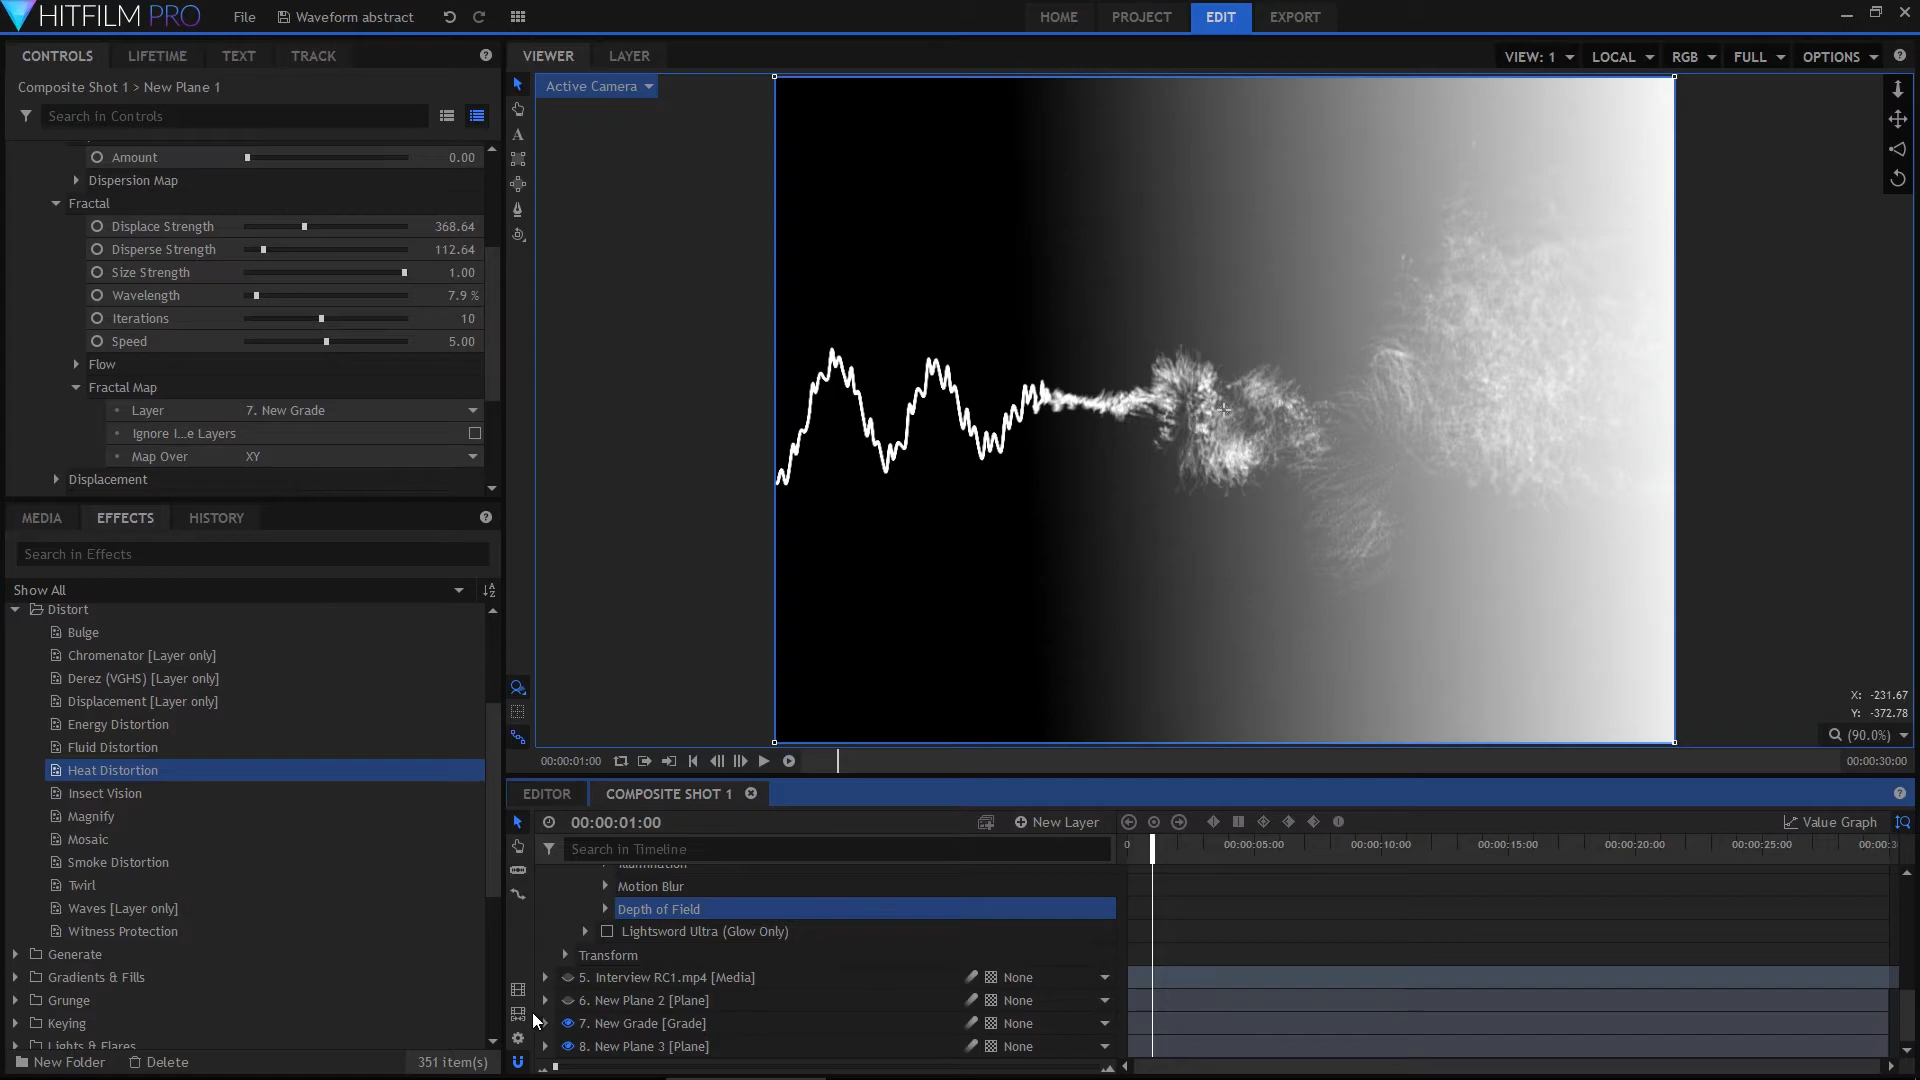 HITFILM PRO
File
Waveform abstract
HOME
PROJECT
EDIT
EXPORT
CONTROLS
LIFETIME
TEXT
TRACK
?
Composite Shot 1 > New Plane 1
Search in Controls
Amount 0.00
Dispersion Map
Fractal
Displace Strength 368.64
Disperse Strength 112.64
Size Strength 1.00
Wavelength 7.9 %
Iterations 10
Speed 5.00
Flow
Fractal Map
Layer 7. New Grade
Ignore I...e Layers
Map Over XY
Displacement
MEDIA
EFFECTS
HISTORY
?
Search in Effects
Show All
Distort
Bulge
Chromenator [Layer only]
Derez (VGHS) [Layer only]
Displacement [Layer only]
Energy Distortion
Fluid Distortion
Heat Distortion
Insect Vision
Magnify
Mosaic
Smoke Distortion
Twirl
Waves [Layer only]
Witness Protection
Generate
Gradients & Fills
Grunge
Keying
Lights & Flares
New Folder
Delete
351 item(s)
VIEWER
LAYER
VIEW: 1
LOCAL
RGB
FULL
OPTIONS
?
Active Camera
A
X: -231.67
Y: -372.78
(90.0%)
00:00:01:00
00:00:30:00
EDITOR
COMPOSITE SHOT 1
?
00:00:01:00
New Layer
Value Graph
Search in Timeline
0
00:00:05:00
00:00:10:00
00:00:15:00
00:00:20:00
00:00:25:00
00:00:3
Illumination
Motion Blur
Depth of Field
Lightsword Ultra (Glow Only)
Transform
5. Interview RC1.mp4 [Media] None
6. New Plane 2 [Plane] None
7. New Grade [Grade] None
8. New Plane 3 [Plane] None